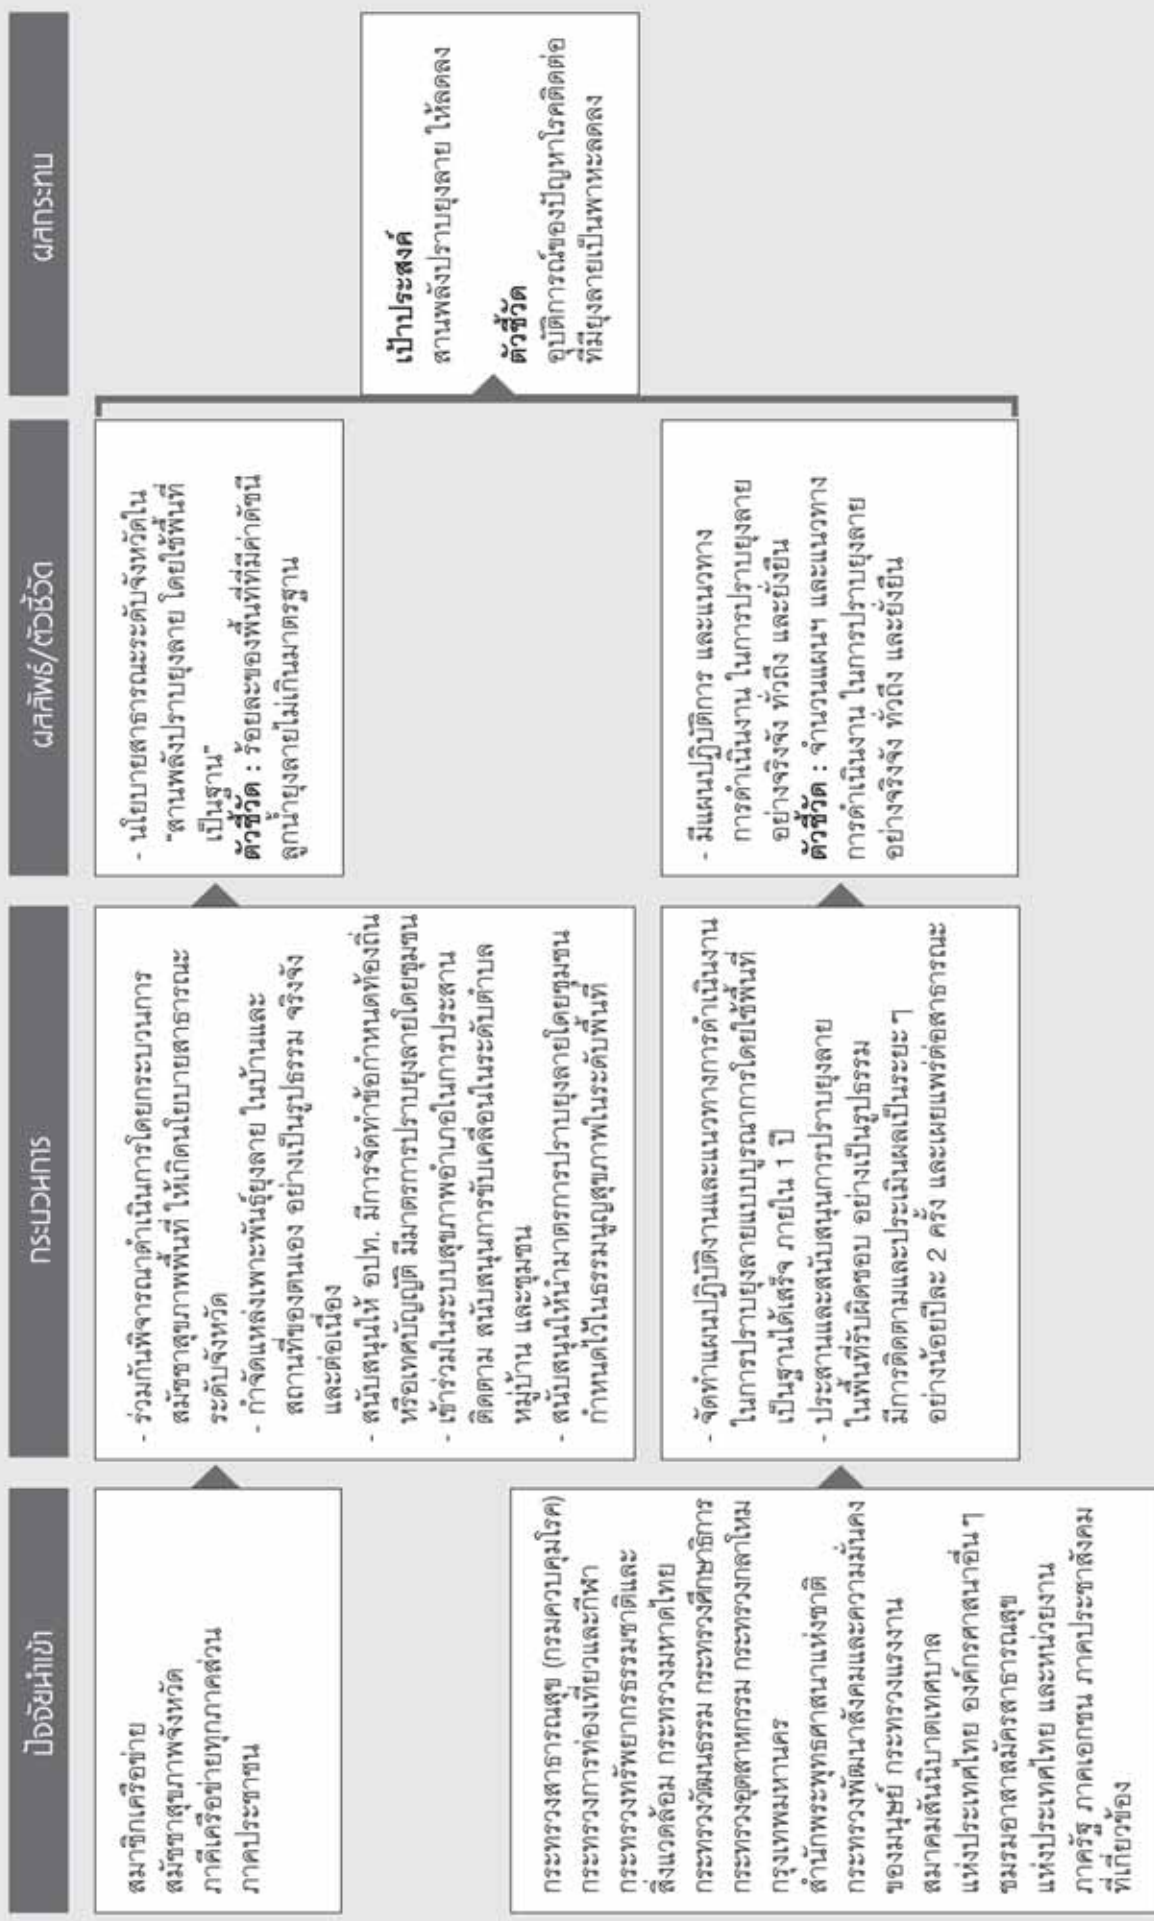 ปัจจัยนำเข้า
กระบวนการ
ผลลัพธ์/ตัวชี้วัด
ผลกระทบ
สมาชิกเครือข่าย
สมัชชาสุขภาพจังหวัด
ภาคีเครือข่ายทุกภาคส่วน
ภาคประชาชน
- ร่วมกันพิจารณาดำเนินการโดยกระบวนการ
สมัชชาสุขภาพพื้นที่ ให้เกิดนโยบายสาธารณะ
ระดับจังหวัด
- กำจัดแหล่งเพาะพันธุ์ยุงลาย ในบ้านและ
สถานที่ของตนเอง อย่างเป็นรูปธรรม จริงจัง
และต่อเนื่อง
- สนับสนุนให้ อปท. มีการจัดทำข้อกำหนดท้องถิ่น
หรือเทศบัญญัติ มีมาตรการปราบยุงลายโดยชุมชน
- เข้าร่วมในระบบสุขภาพอำเภอในการประสาน
ติดตาม สนับสนุนการขับเคลื่อนในระดับตำบล
หมู่บ้าน และชุมชน
- สนับสนุนให้นำมาตรการปราบยุงลายโดยชุมชน
กำหนดไว้ในธรรมนูญสุขภาพในระดับพื้นที่
- นโยบายสาธารณะระดับจังหวัดใน
"สานพลังปราบยุงลาย โดยใช้พื้นที่
เป็นฐาน"
ตัวชี้วัด : ร้อยละของพื้นที่ที่มีค่าดัชนี
ลูกน้ำยุงลายไม่เกินมาตรฐาน
กระทรวงสาธารณสุข (กรมควบคุมโรค)
กระทรวงการท่องเที่ยวและกีฬา
กระทรวงทรัพยากรธรรมชาติและ
สิ่งแวดล้อม กระทรวงมหาดไทย
กระทรวงวัฒนธรรม กระทรวงศึกษาธิการ
กระทรวงอุตสาหกรรม กระทรวงกลาโหม
กรุงเทพมหานคร
สำนักพระพุทธศาสนาแห่งชาติ
กระทรวงพัฒนาสังคมและความมั่นคง
ของมนุษย์ กระทรวงแรงงาน
สมาคมสันนิบาตเทศบาล
แห่งประเทศไทย องค์กรศาสนาอื่น ๆ
ชมรมอาสาสมัครสาธารณสุข
แห่งประเทศไทย และหน่วยงาน
ภาครัฐ ภาคเอกชน ภาคประชาสังคม
ที่เกี่ยวข้อง
- จัดทำแผนปฏิบัติงานและแนวทางการดำเนินงาน
ในการปราบยุงลายแบบบูรณาการโดยใช้พื้นที่
เป็นฐานได้เสร็จ ภายใน 1 ปี
- ประสานและสนับสนุนการปราบยุงลาย
ในพื้นที่รับผิดชอบ อย่างเป็นรูปธรรม
มีการติดตามและประเมินผลเป็นระยะๆ
อย่างน้อยปีละ 2 ครั้ง และเผยแพร่ต่อสาธารณะ
- มีแผนปฏิบัติการ และแนวทาง
การดำเนินงาน ในการปราบยุงลาย
อย่างจริงจัง ทั่วถึง และยั่งยืน
ตัวชี้วัด : จำนวนแผนฯ และแนวทาง
การดำเนินงาน ในการปราบยุงลาย
อย่างจริงจัง ทั่วถึง และยั่งยืน
เป้าประสงค์
สานพลังปราบยุงลาย ให้ลดลง
ตัวชี้วัด
อุบัติการณ์ของปัญหาโรคติดต่อ
ที่มียุงลายเป็นพาหะลดลง